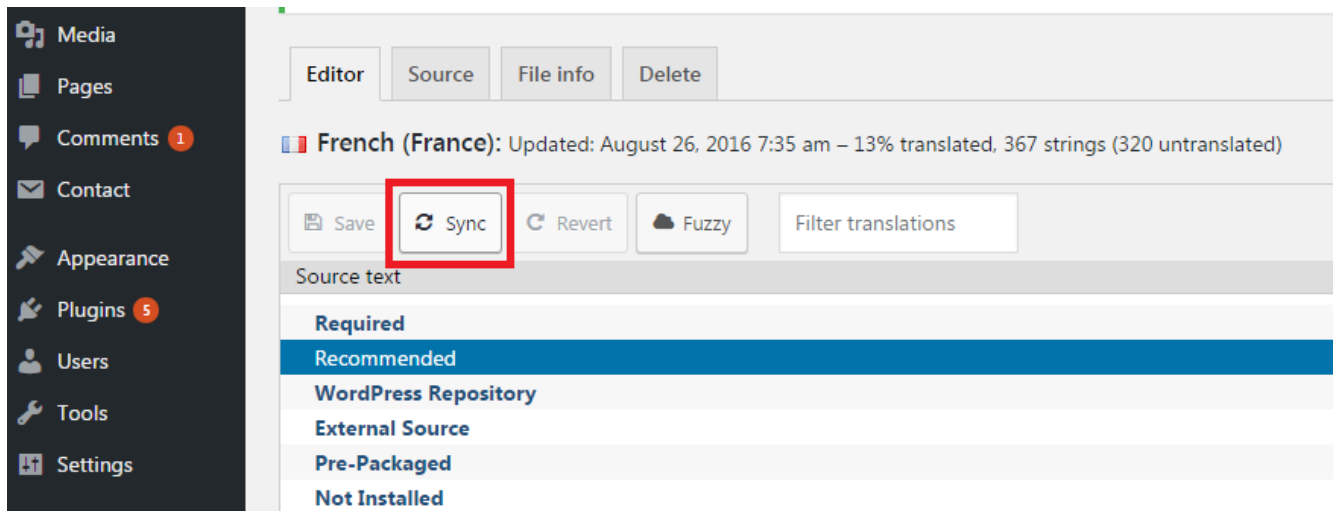 Media
Pages
Comments 1
Contact
Appearance
Plugins 5
Users
Tools
Settings
Editor Source File info Delete
French (France): Updated: August 26, 2016 7:35 am – 13% translated, 367 strings (320 untranslated)
Save Sync Revert Fuzzy Filter translations
Source text
Required
Recommended
WordPress Repository
External Source
Pre-Packaged
Not Installed